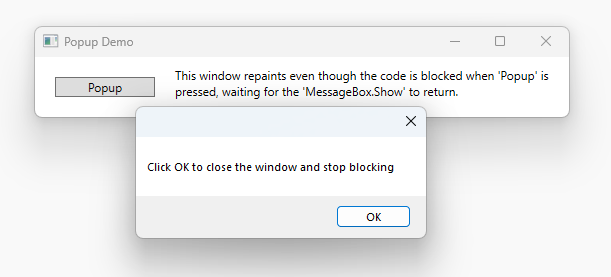 Popup Demo
Popup
This window repaints even though the code is blocked when 'Popup' is
pressed, waiting for the 'MessageBox.Show' to return.
Click OK to close the window and stop blocking
OK